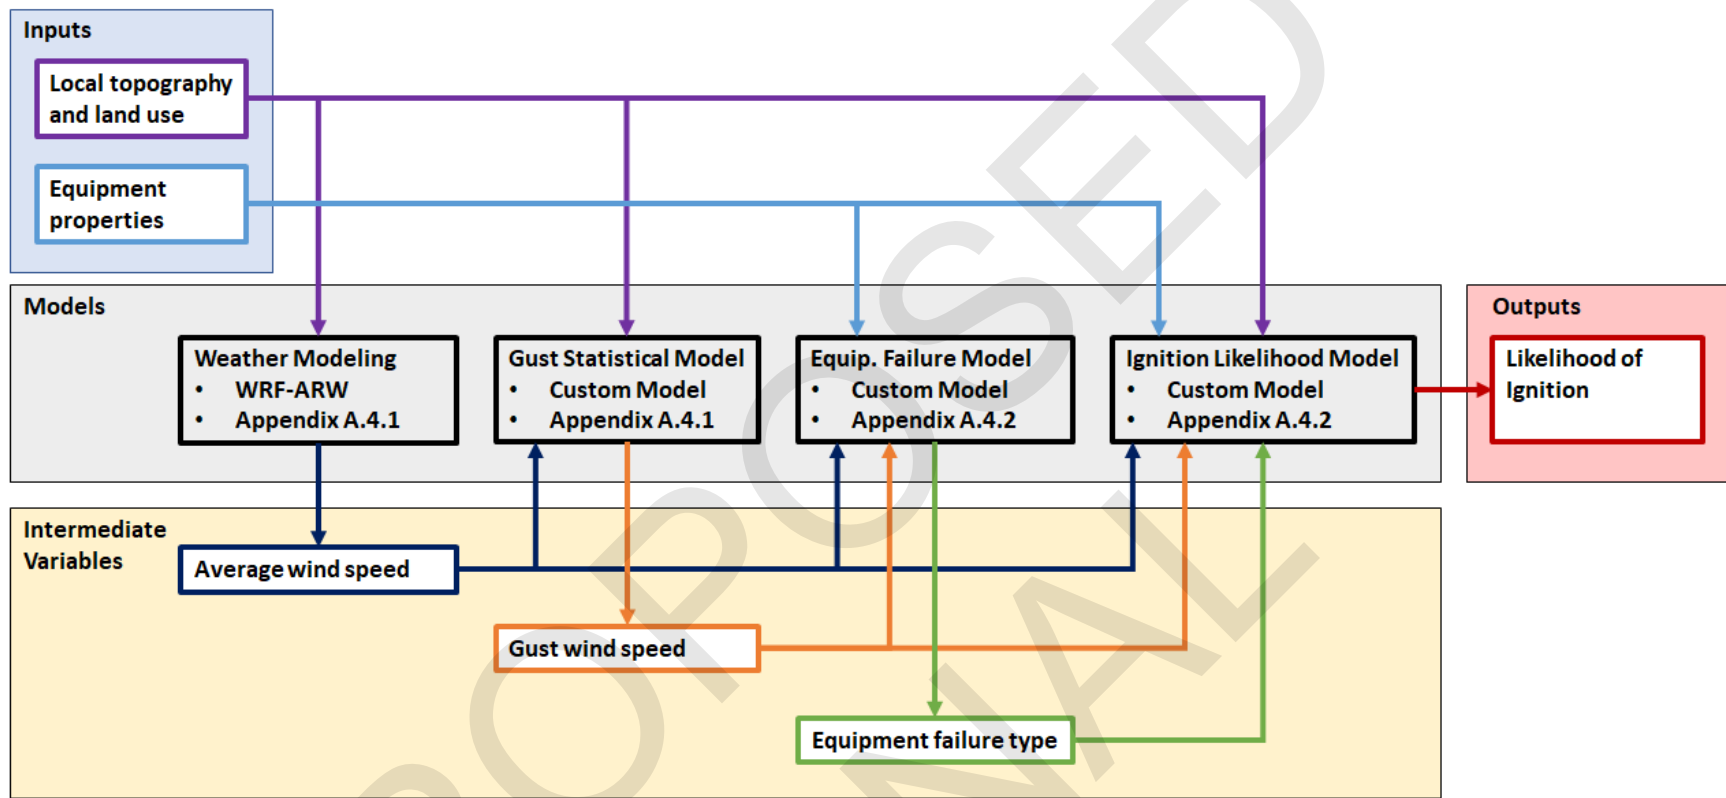 Inputs
Local topography
and land use
Equipment
properties
Models
Weather Modeling
• WRF-ARW
• Appendix A.4.1
Gust Statistical Model
• Custom Model
• Appendix A.4.1
Equip. Failure Model
• Custom Model
• Appendix A.4.2
Ignition Likelihood Model
• Custom Model
• Appendix A.4.2
Outputs
Likelihood of
Ignition
Intermediate
Variables
Average wind speed
Gust wind speed
Equipment failure type
OPOSED
NAL